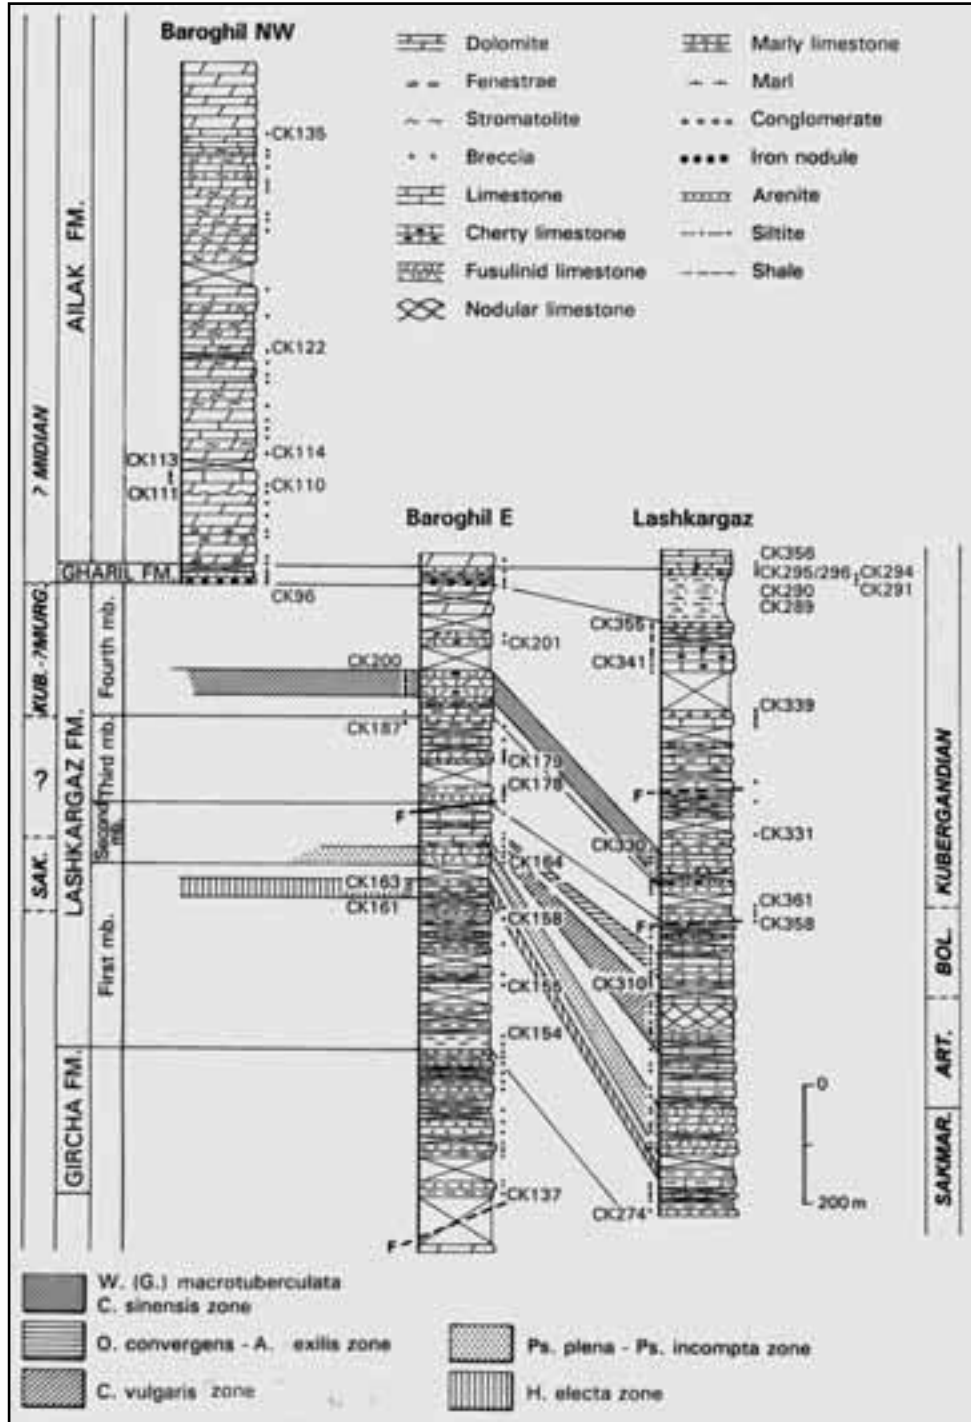 Baroghil NW
Dolomite
Fenestrae
Stromatolite
Breccia
Limestone
Cherty limestone
Fusulinid limestone
Nodular limestone
Marly limestone
Marl
Conglomerate
Iron nodule
Arenite
Siltite
Shale
CK135
CK122
CK114
CK113
CK110
CK111
AILAK FM.
? MIDIAN
GHARIL FM.
CK96
Baroghil E
Lashkargaz
CK356
CK295/296
CK294
CK290
CK291
CK289
CK355
CK341
CK339
CK201
CK200
CK187
CK179
CK178
F
F
CK331
CK330
CK164
CK163
CK161
CK158
CK361
F
CK358
CK310
CK155
CK154
CK137
CK274
F
KUB.-?MURG.
?
SAK.
LASHKARGAZ FM.
Fourth mb.
Third mb.
Second mb.
First mb.
GIRCHA FM.
KUBERGANDIAN
BOL.
ART.
SAKMAR.
0
200 m
W. (G.) macrotuberculata
C. sinensis zone
O. convergens - A. exilis zone
C. vulgaris zone
Ps. plena - Ps. incompta zone
H. electa zone